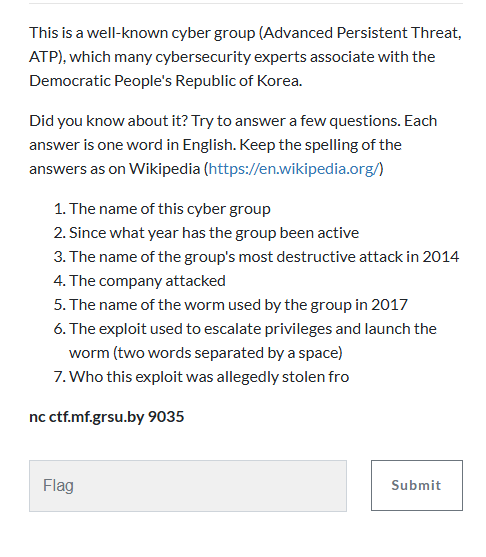 This is a well-known cyber group (Advanced Persistent Threat,
ATP), which many cybersecurity experts associate with the
Democratic People's Republic of Korea.
Did you know about it? Try to answer a few questions. Each
answer is one word in English. Keep the spelling of the
answers as on Wikipedia (https://en.wikipedia.org/)
1. The name of this cyber group
2. Since what year has the group been active
3. The name of the group's most destructive attack in 2014
4. The company attacked
5. The name of the worm used by the group in 2017
6. The exploit used to escalate privileges and launch the
worm (two words separated by a space)
7. Who this exploit was allegedly stolen fro
nc ctf.mf.grsu.by 9035
Flag
Submit